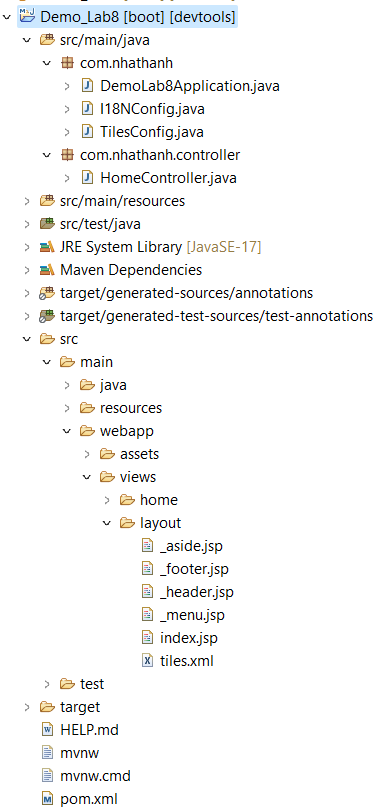 Demo_Lab8 [boot] [devtools]
src/main/java
com.nhathanh
DemoLab8Application.java
I18NConfig.java
TilesConfig.java
com.nhathanh.controller
HomeController.java
src/main/resources
src/test/java
JRE System Library [JavaSE-17]
Maven Dependencies
target/generated-sources/annotations
target/generated-test-sources/test-annotations
src
main
java
resources
webapp
assets
views
home
layout
_aside.jsp
_footer.jsp
_header.jsp
_menu.jsp
index.jsp
tiles.xml
test
target
HELP.md
mvnw
mvnw.cmd
pom.xml